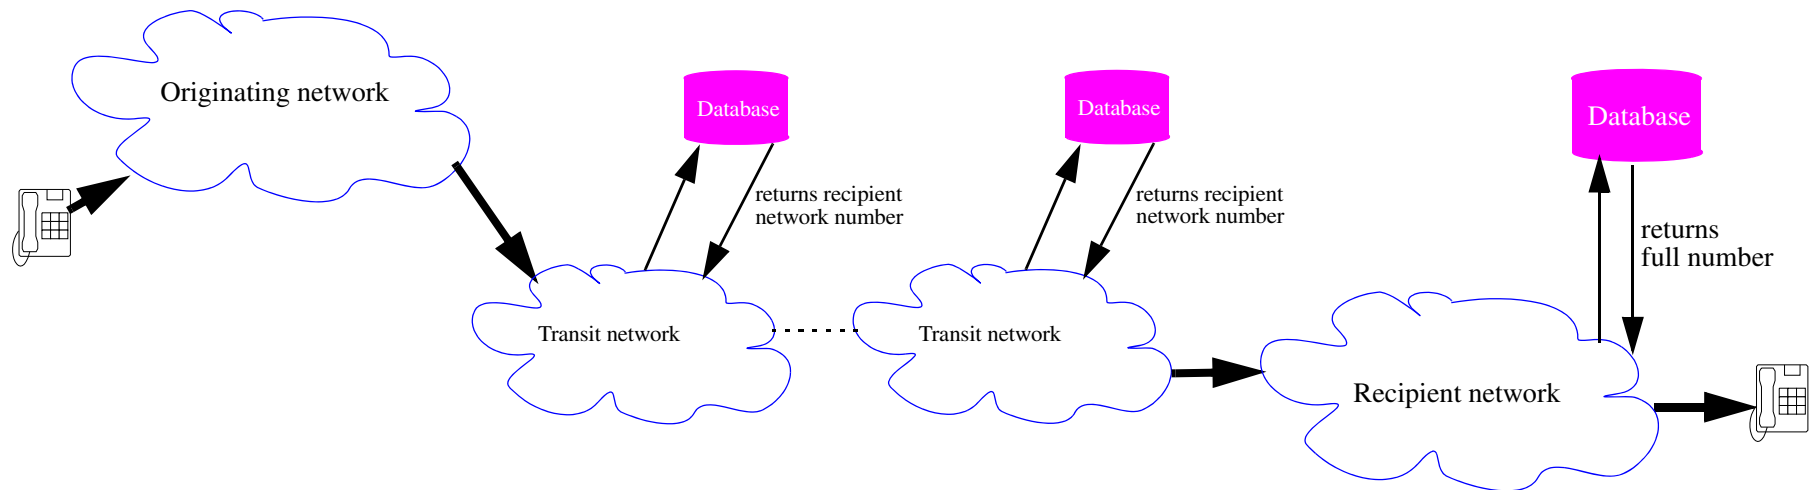 Originating network
Database
returns recipient
network number
Transit network
Database
returns recipient
network number
Transit network
Database
returns
full number
Recipient network